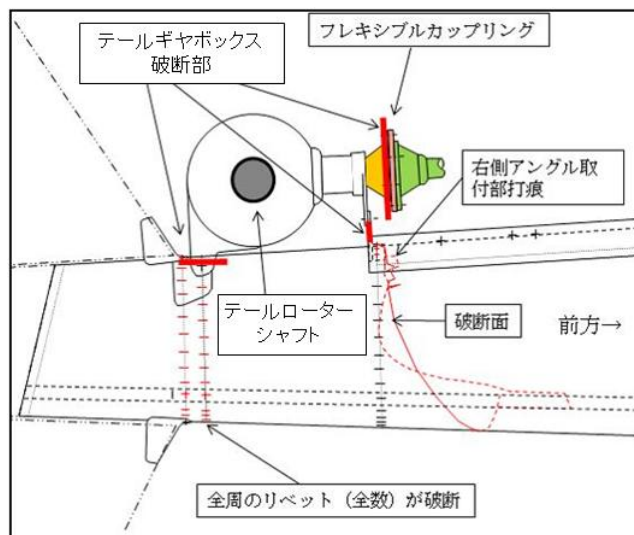 テールギヤボックス
破断部
フレキシブルカップリング
右側アングル取
付部打痕
テールローター
シャフト
破断面
前方→
全周のリベット（全数）が破断